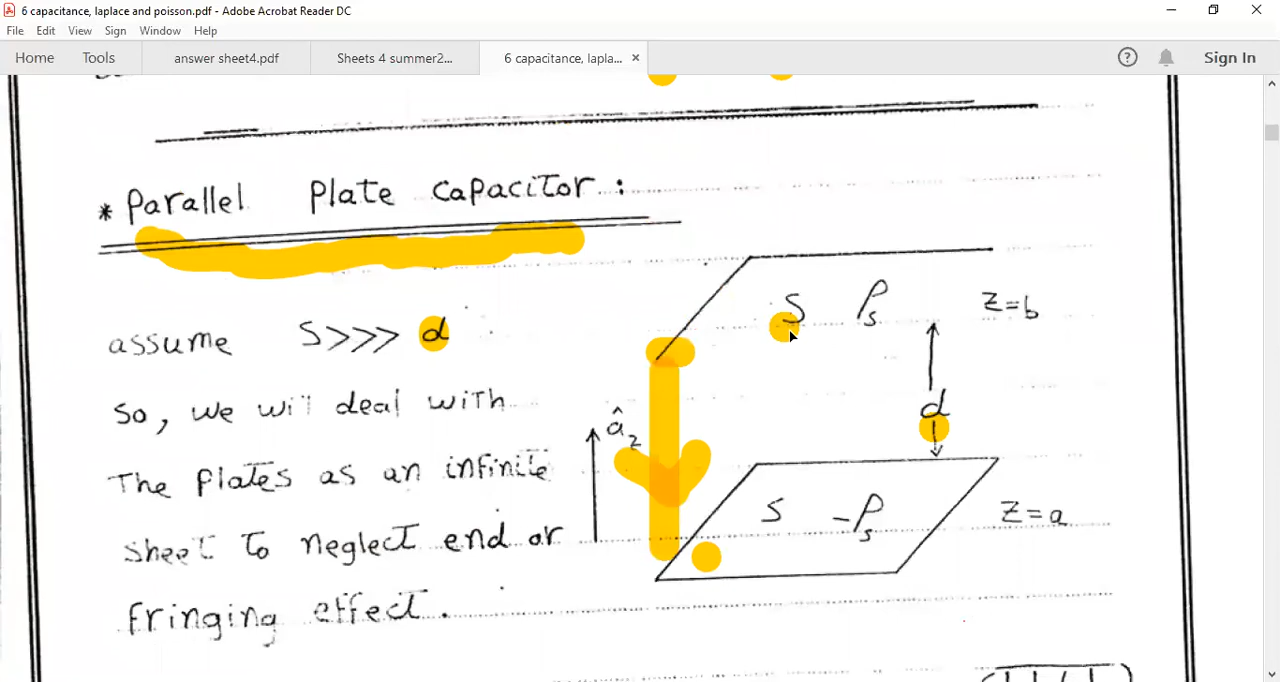 6 capacitance, laplace and poisson.pdf - Adobe Acrobat Reader DC
File Edit View Sign Window Help
Home Tools answer sheet4.pdf Sheets 4 summr2... 6 capacitance, lapla... × ? Sign In
* Parallel Plate capacitor :
S ρs z=b
assume S>>> d
d
So, we will deal with
âz
The plates as an infinite
S -ρs z=a
sheet to neglect end or
fringing effect.